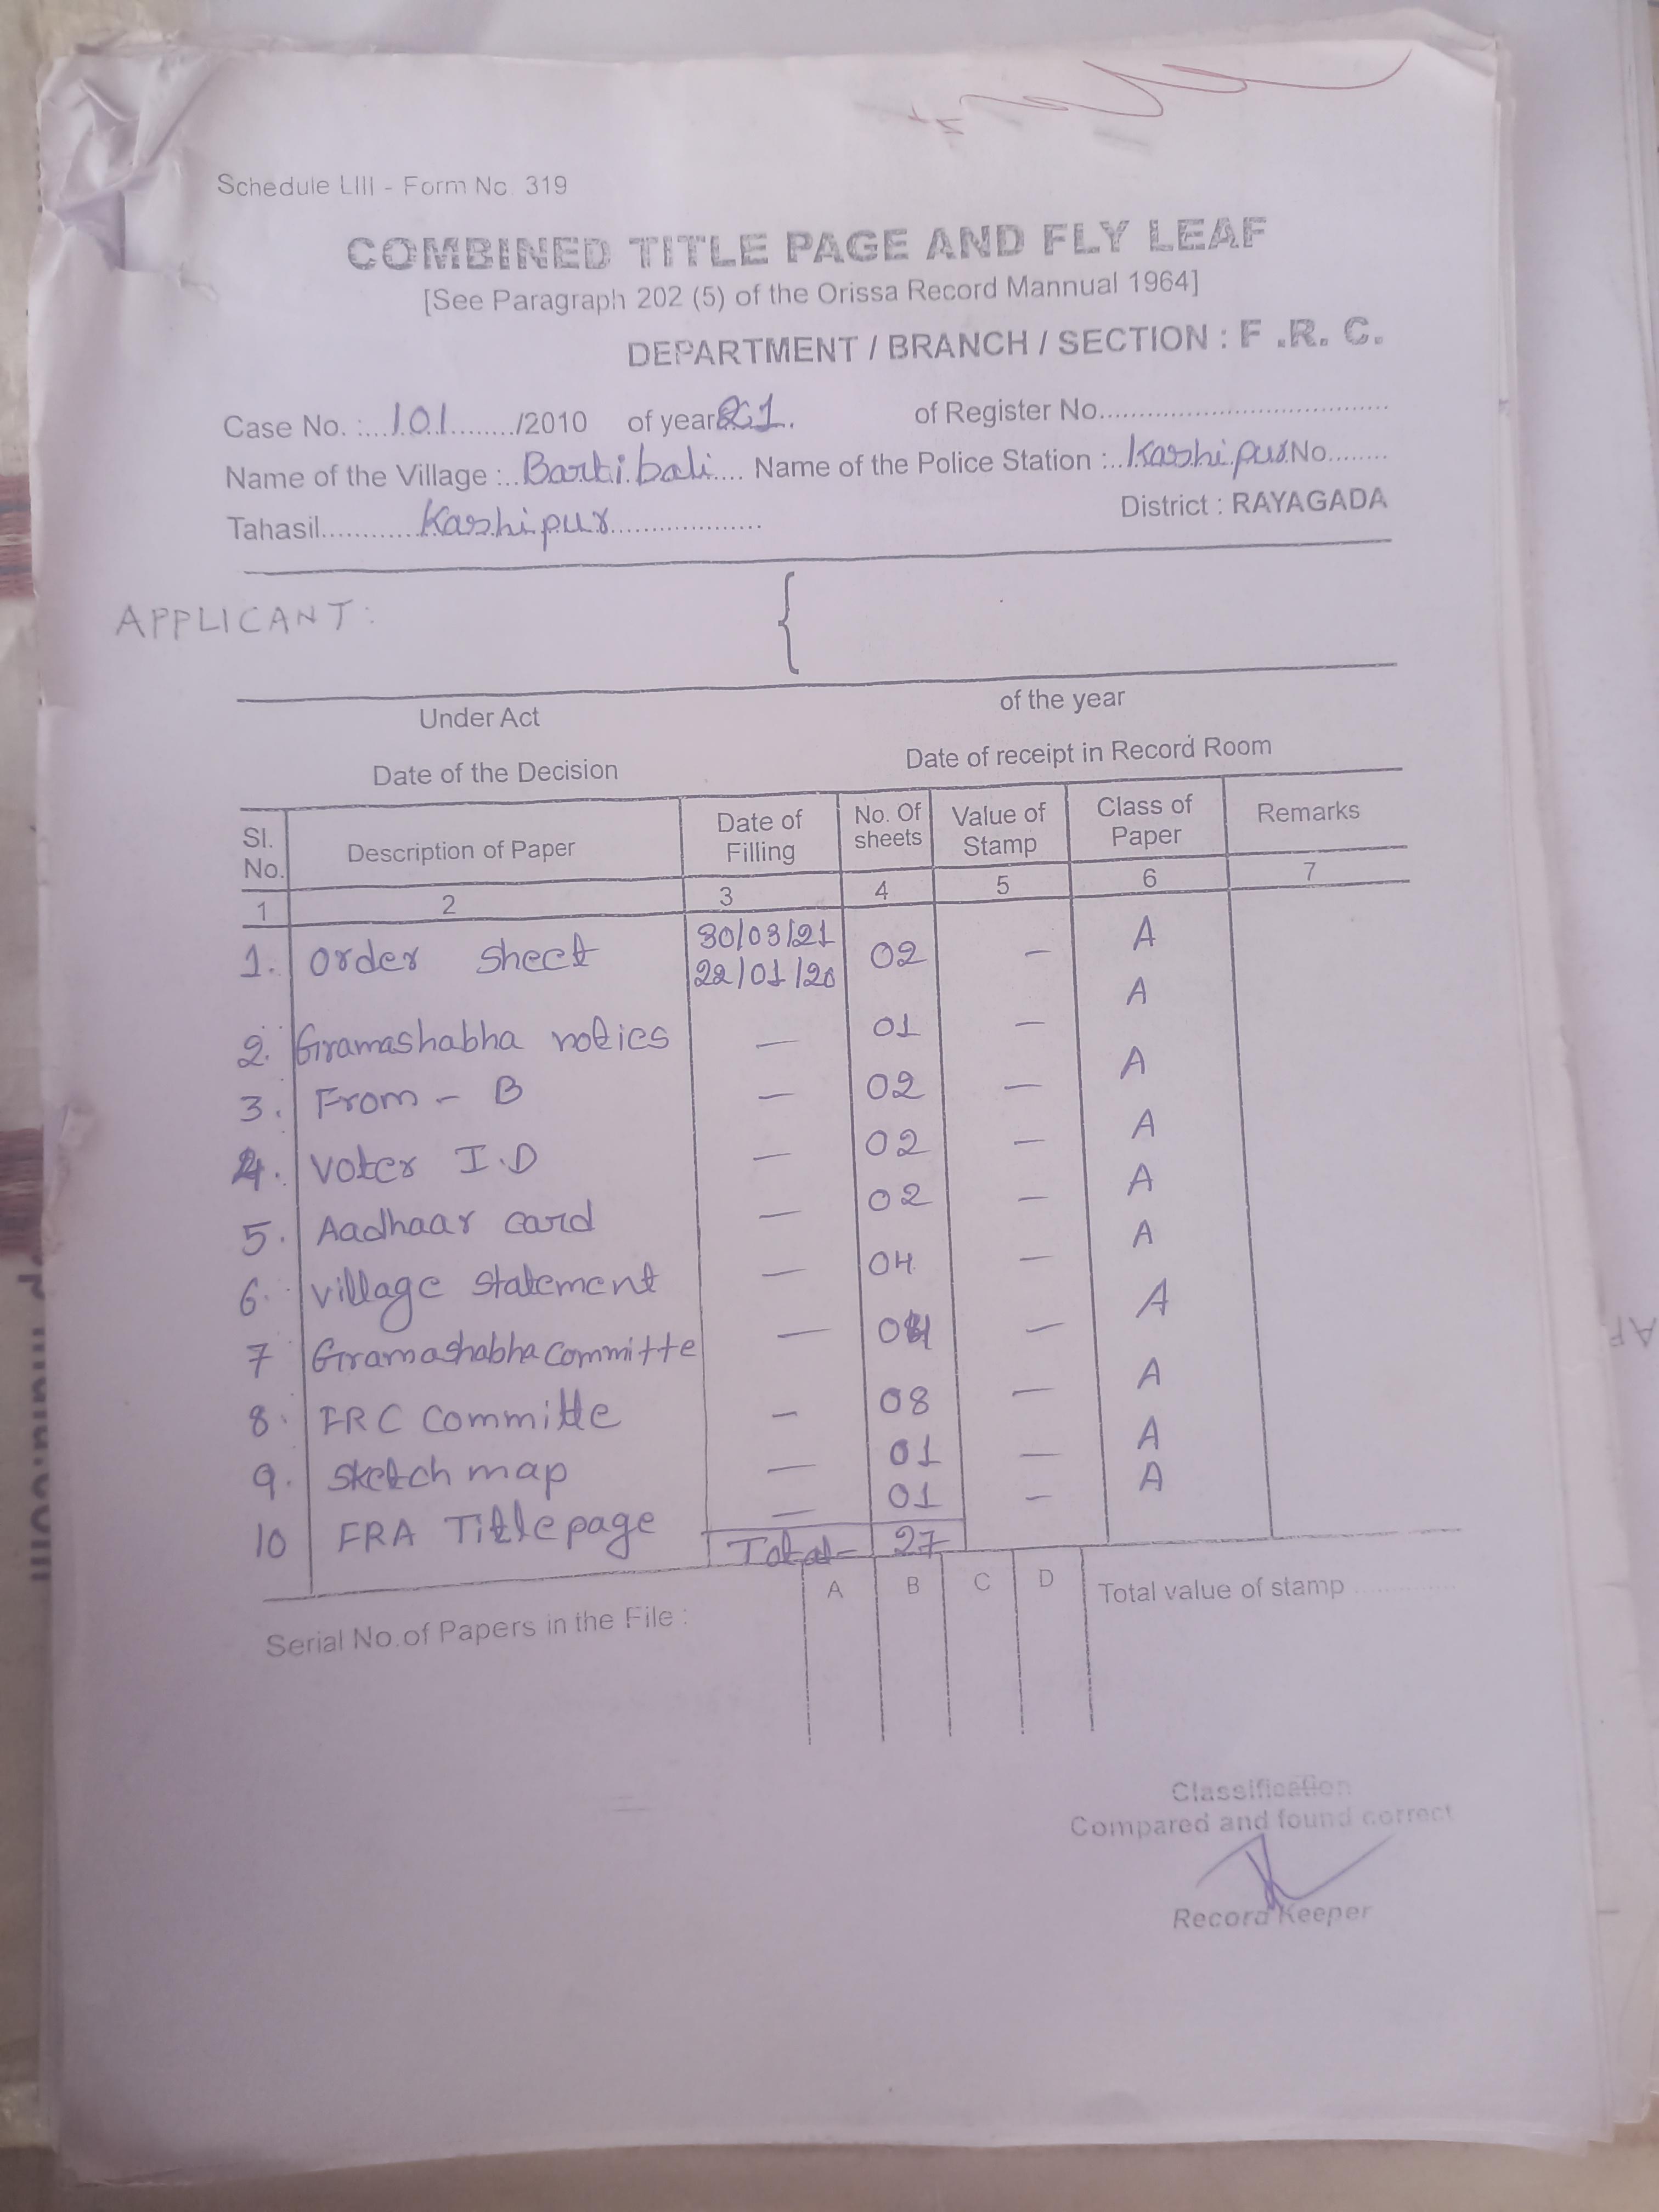 Schedule LIII - Form No. 319
COMBINED TITLE PAGE AND FLY LEAF
[See Paragraph 202 (5) of the Orissa Record Mannual 1964]
DEPARTMENT / BRANCH / SECTION : F .R. C.
Case No. :....101......../2010 of year 21. of Register No......................................
Name of the Village :..Barkibali.... Name of the Police Station :..Kashipur.No........
Tahasil............Kashipur................... District : RAYAGADA
APPLICANT:
Under Act of the year
Date of the Decision Date of receipt in Record Room
Sl. No. Description of Paper Date of Filling No. Of sheets Value of Stamp Class of Paper Remarks
1 2 3 4 5 6 7
1. Order sheet 30/03/21 22/01/20 02 - A
2. Gramashabha notics - 01 - A
3. From - B - 02 - A
4. Voter I.D - 02 - A
5. Aadhaar card - 02 - A
6. Village statement - 04 - A
7 Gramashabha Committe - - A
8. FRC Committe - 08 - A
9. Sketch map - 01 - A
10 FRA Title page - 01 - A
Total- 27
Serial No.of Papers in the File : A B C D Total value of stamp ...............
Classification
Compared and found correct
Record Keeper